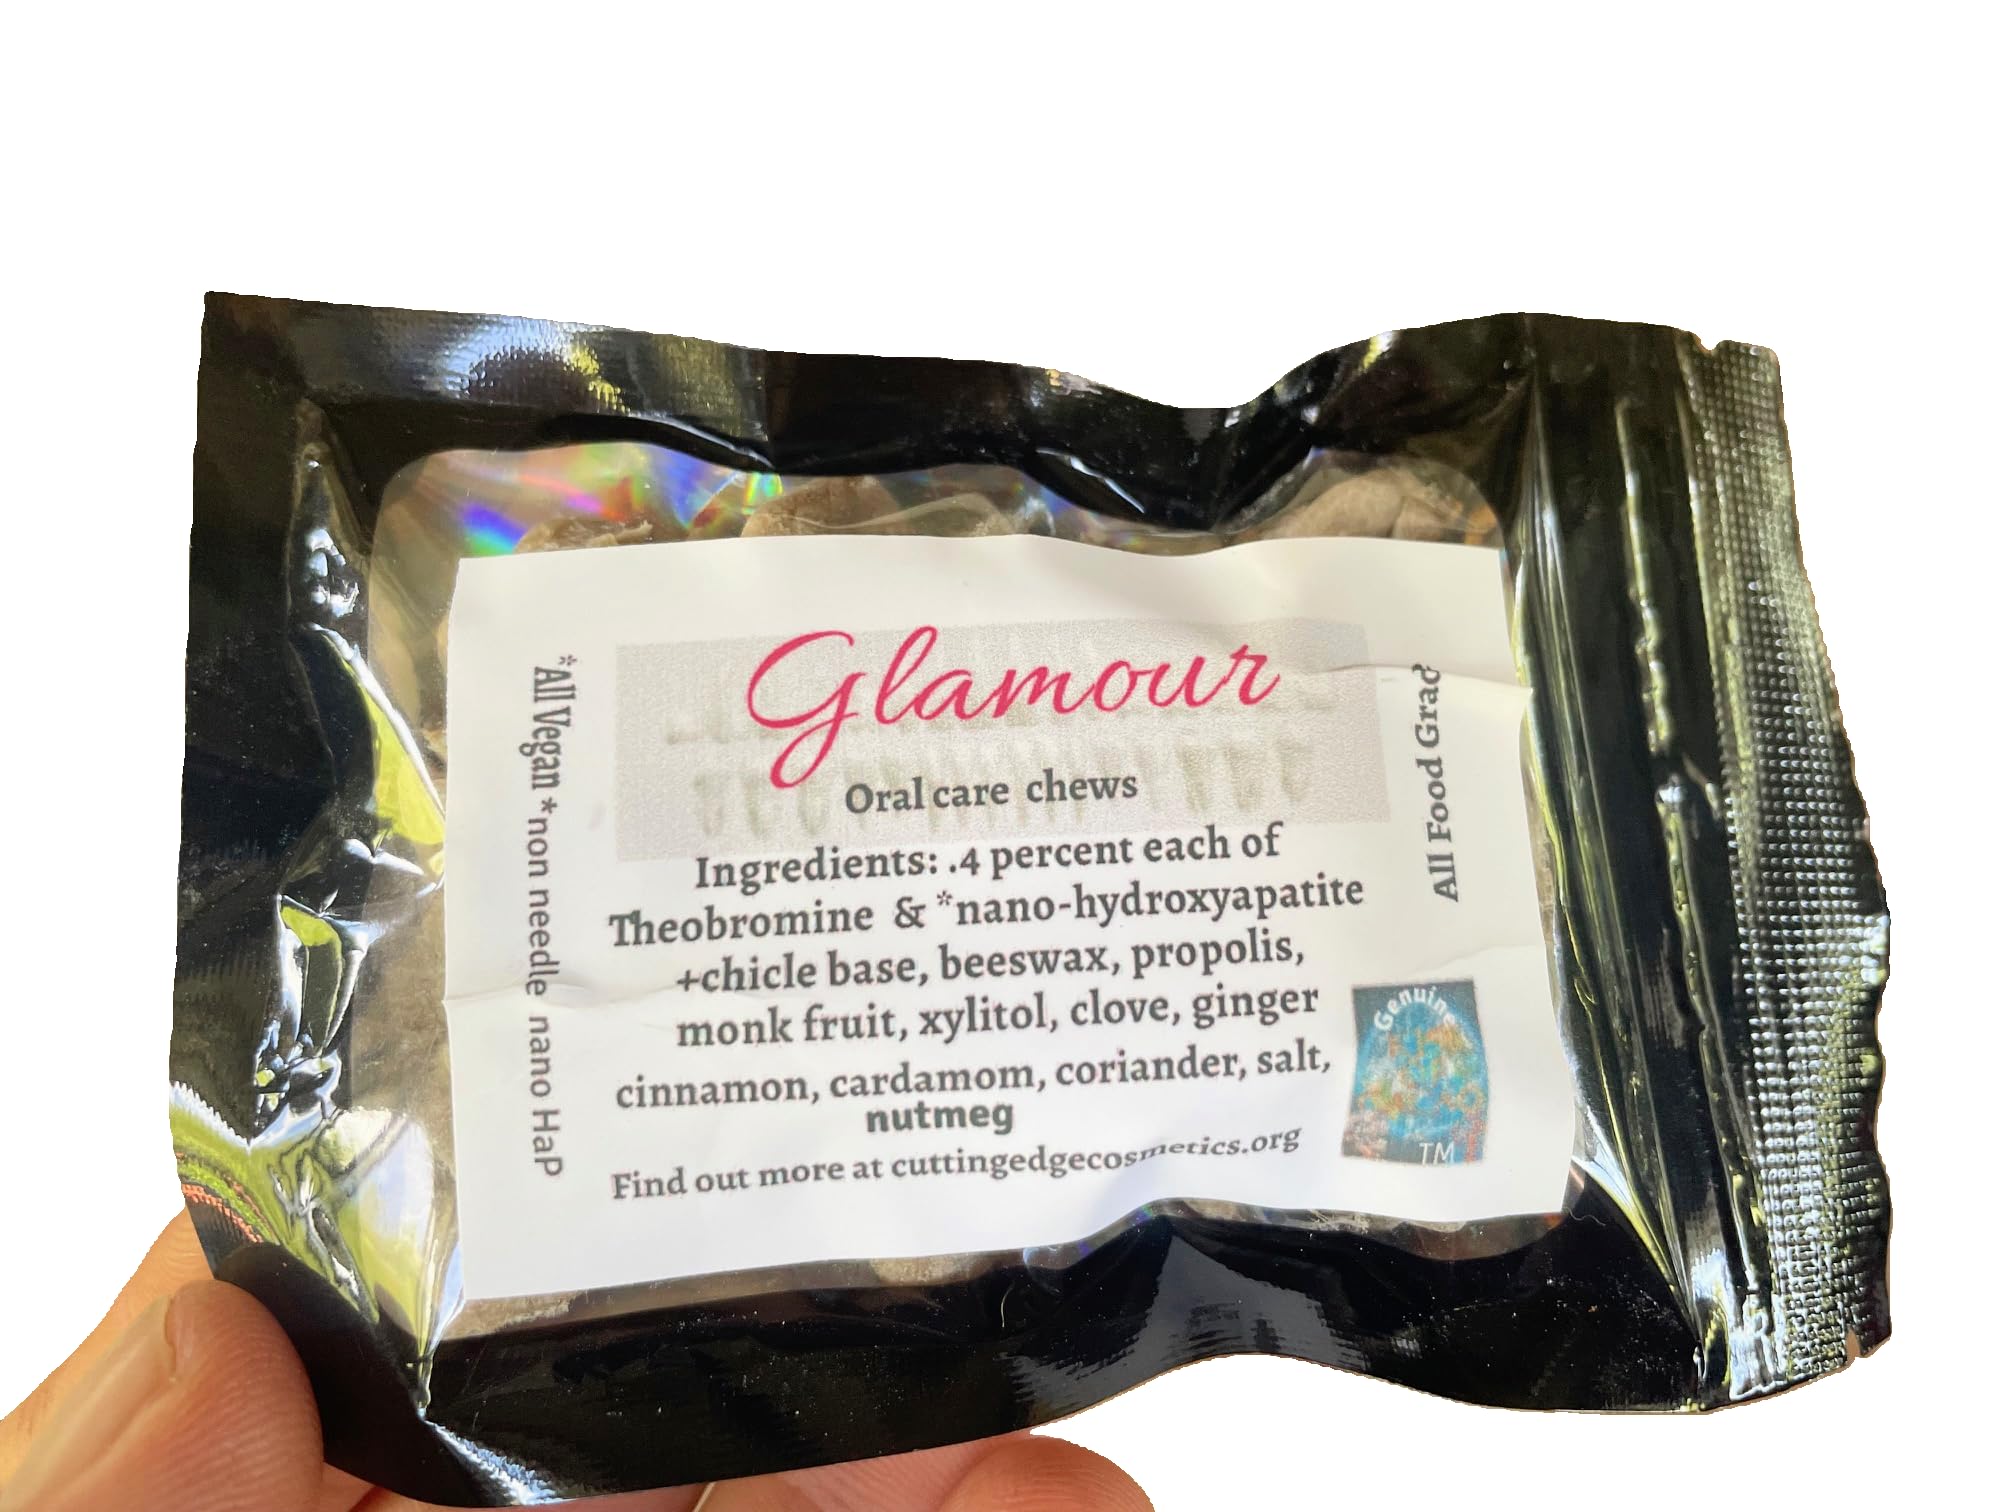 Glamour
Oral care chews
Ingredients: .4 percent each of
Theobromine & *nano-hydroxyapatite
+chicle base, beeswax, propolis,
monk fruit, xylitol, clove, ginger
cinnamon, cardamom, coriander, salt,
nutmeg
Find out more at cuttingedgecosmetics.org
*All Vegan *non needle nano HaP
All Food Grad
Genuine
TM